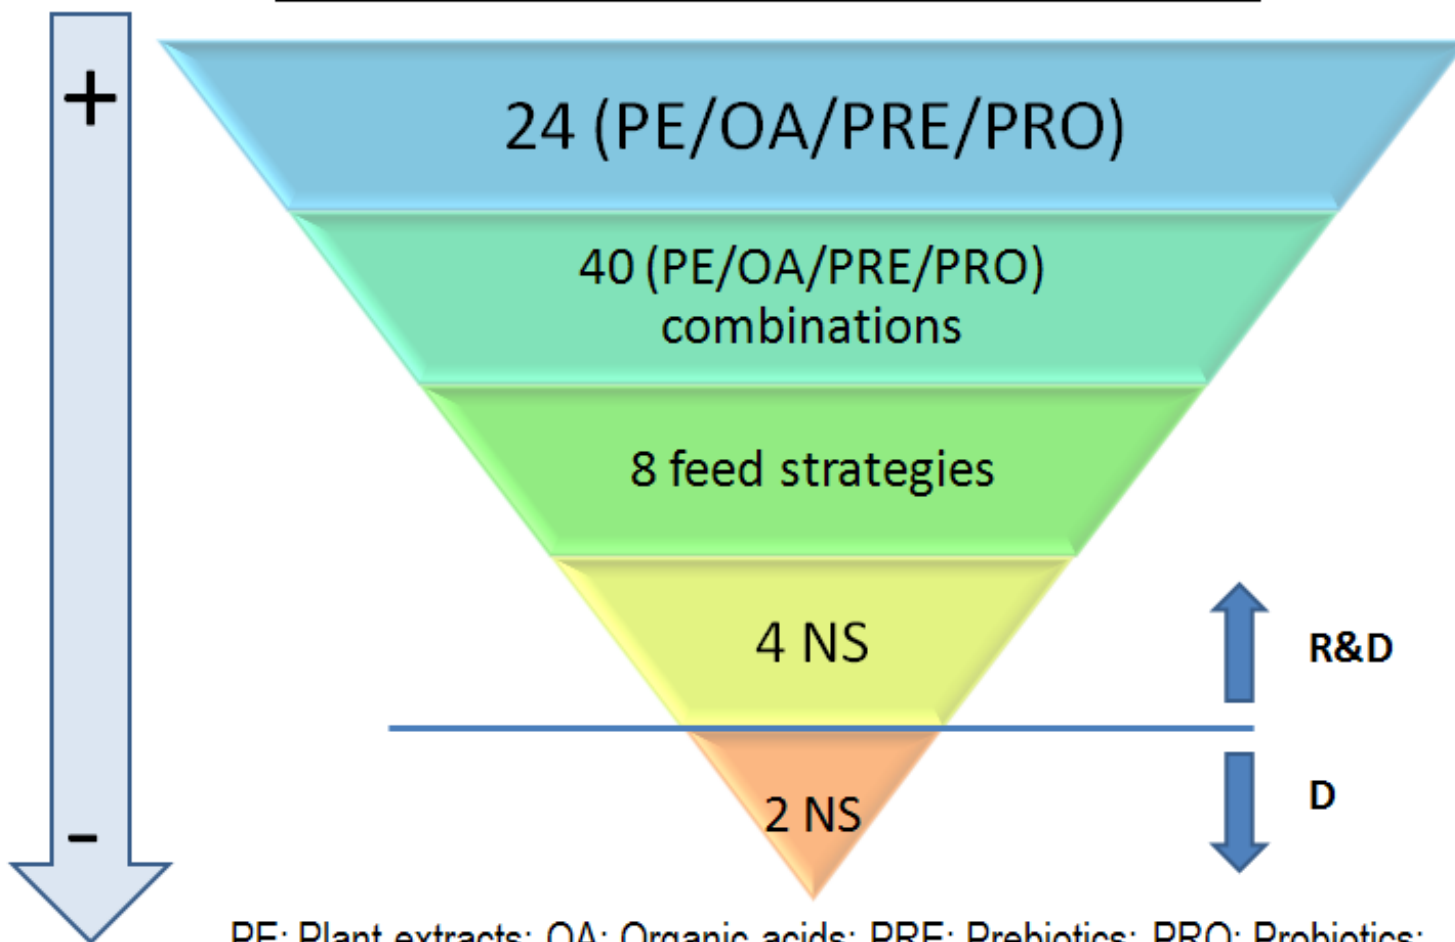 +
24 (PE/OA/PRE/PRO)
40 (PE/OA/PRE/PRO)
combinations
8 feed strategies
4 NS
R&D
2 NS
D
-
PE: Plant extracts; OA: Organic acids; PRE: Prebiotics; PRO: Probiotics;